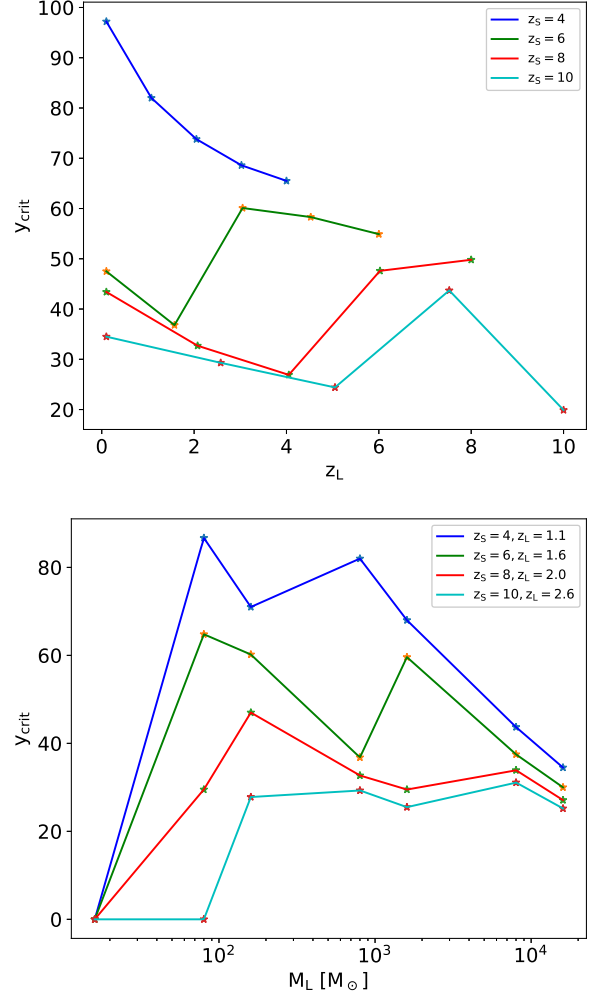 100
90
80
70
60
50
40
30
20
y_crit
0 2 4 6 8 10
z_L
z_S = 4
z_S = 6
z_S = 8
z_S = 10
80
60
40
20
0
y_crit
10^2 10^3 10^4
M_L [M_⊙]
z_S = 4, z_L = 1.1
z_S = 6, z_L = 1.6
z_S = 8, z_L = 2.0
z_S = 10, z_L = 2.6